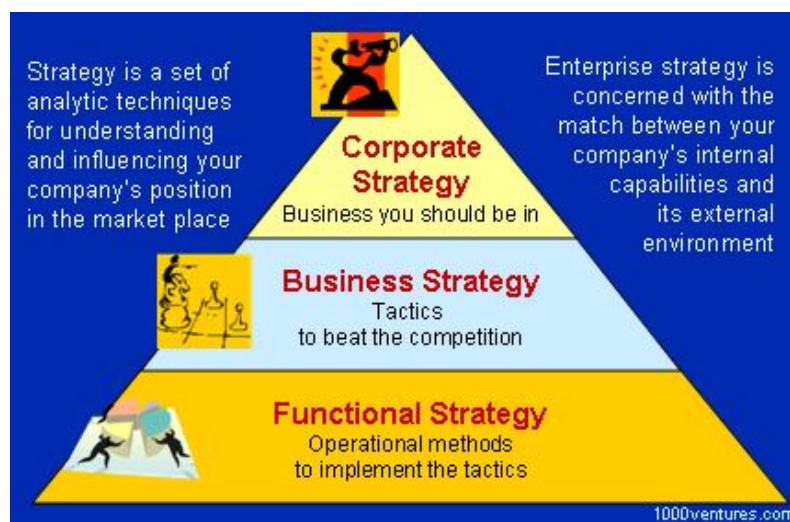 Strategy is a set of
analytic techniques
for understanding
and influencing your
company's position
in the market place
Enterprise strategy is
concerned with the
match between your
company's internal
capabilities and
its external
environment
Corporate
Strategy
Business you should be in
Business Strategy
Tactics
to beat the competition
Functional Strategy
Operational methods
to implement the tactics
1000ventures.com